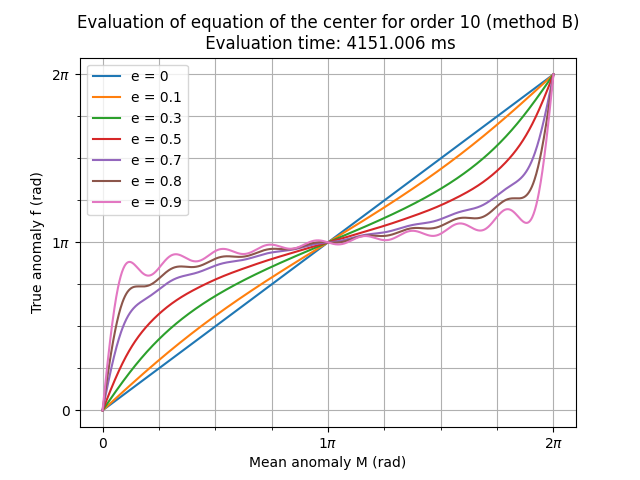 Evaluation of equation of the center for order 10 (method B)
Evaluation time: 4151.006 ms
e = 0
e = 0.1
e = 0.3
e = 0.5
e = 0.7
e = 0.8
e = 0.9
2π
1π
0
True anomaly f (rad)
0
1π
2π
Mean anomaly M (rad)